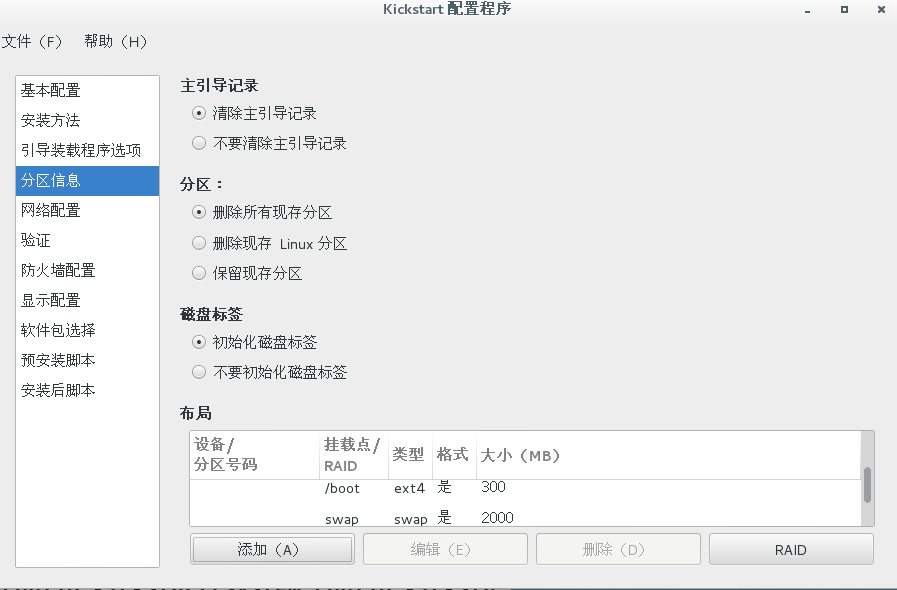 Kickstart 配置程序
文件（F） 帮助（H）
基本配置
安装方法
引导装载程序选项
分区信息
网络配置
验证
防火墙配置
显示配置
软件包选择
预安装脚本
安装后脚本
主引导记录
清除主引导记录
不要清除主引导记录
分区：
删除所有现存分区
删除现存 Linux 分区
保留现存分区
磁盘标签
初始化磁盘标签
不要初始化磁盘标签
布局
设备/
分区号码
挂载点/
RAID
类型
格式
大小（MB）
/boot ext4 是 300
swap swap 是 2000
添加（A） 编辑（E） 删除（D） RAID